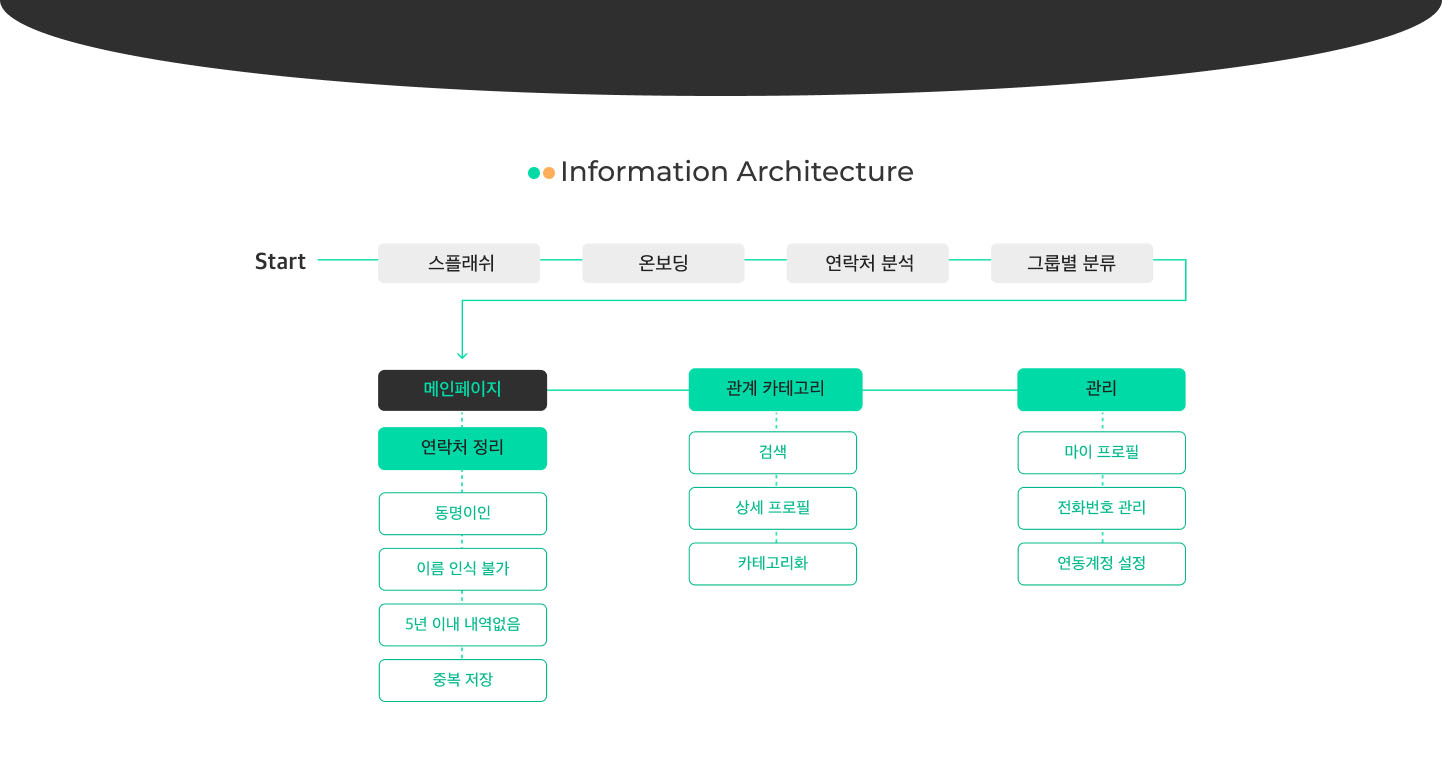 Information Architecture
Start
스플래쉬
온보딩
연락처 분석
그룹별 분류
메인페이지
관계 카테고리
관리
연락처 정리
동명이인
이름 인식 불가
5년 이내 내역없음
중복 저장
검색
상세 프로필
카테고리화
마이 프로필
전화번호 관리
연동계정 설정